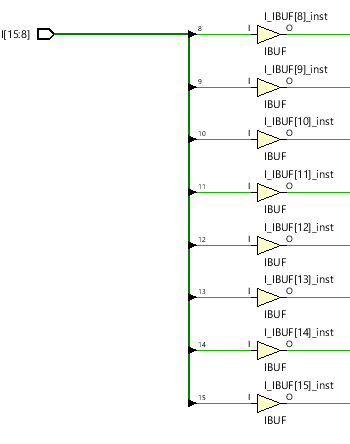 I_IBUF[8]_inst
I[15:8]
8
I
O
IBUF
I_IBUF[9]_inst
9
I
O
IBUF
I_IBUF[10]_inst
10
I
O
IBUF
I_IBUF[11]_inst
11
I
O
IBUF
I_IBUF[12]_inst
12
I
O
IBUF
I_IBUF[13]_inst
13
I
O
IBUF
I_IBUF[14]_inst
14
I
O
IBUF
I_IBUF[15]_inst
15
I
O
IBUF